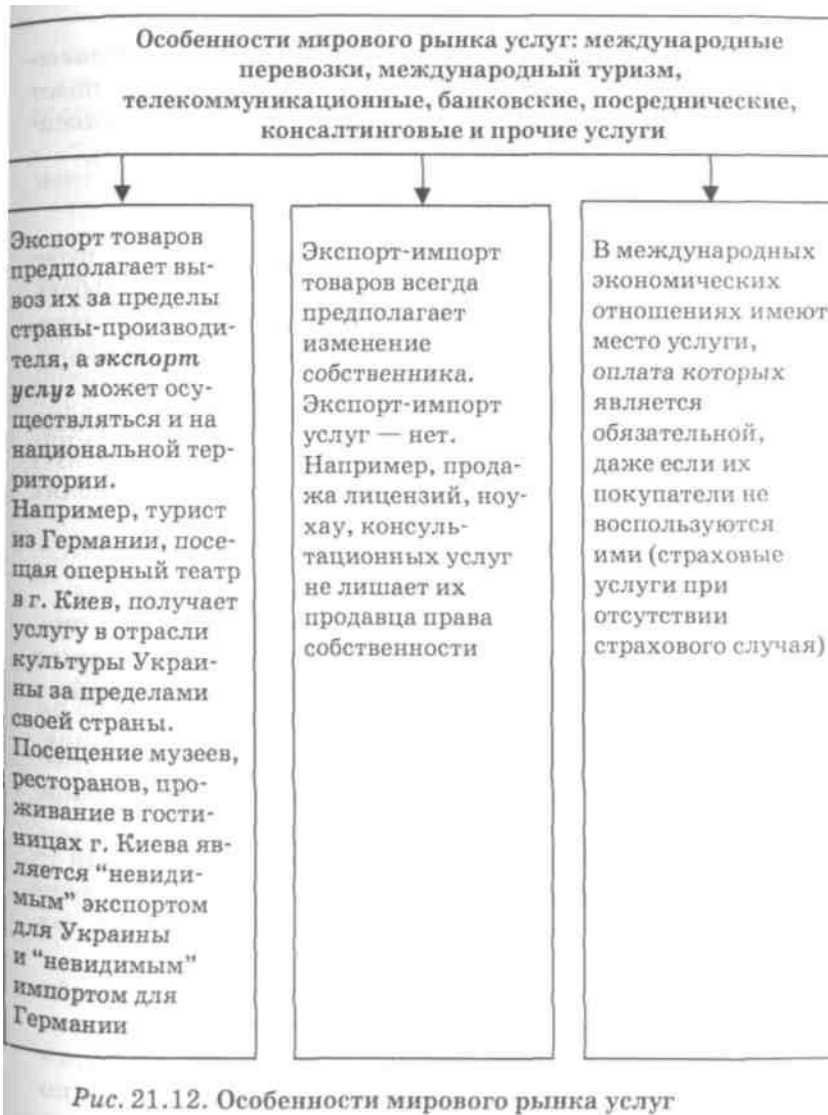 Особенности мирового рынка услуг: международные
перевозки, международный туризм,
телекоммуникационные, банковские, посреднические,
консалтинговые и прочие услуги
Экспорт товаров
предполагает вы-
воз их за пределы
страны-производи-
теля, а экспорт
услуг может осу-
ществляться и на
национальной тер-
ритории.
Например, турист
из Германии, посе-
щая оперный театр
в г. Киев, получает
услугу в отрасли
культуры Украи-
ны за пределами
своей страны.
Посещение музеев,
ресторанов, про-
живание в гости-
ницах г. Киева яв-
ляется “невиди-
мым” экспортом
для Украины
и “невидимым”
импортом для
Германии
Экспорт-импорт
товаров всегда
предполагает
изменение
собственника.
Экспорт-импорт
услуг — нет.
Например, прода-
жа лицензий, ноу-
хау, консуль-
тационных услуг
не лишает их
продавца права
собственности
В международных
экономических
отношениях имеют
место услуги,
оплата которых
является
обязательной,
даже если их
покупатели не
воспользуются
ими (страховые
услуги при
отсутствии
страхового случая)
Рис. 21.12. Особенности мирового рынка услуг